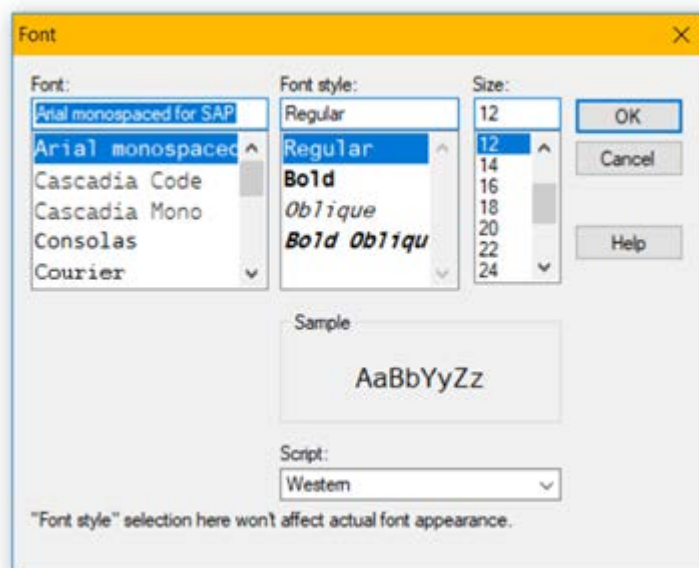 Font
Font:
Arial monospaced for SAP
Arial monospaced
Cascadia Code
Cascadia Mono
Consolas
Courier
Font style:
Regular
Regular
Bold
Oblique
Bold Obliqu
Size:
12
12
14
16
18
20
22
24
OK
Cancel
Help
Sample
AaBbYyZz
Script:
Western
"Font style" selection here won't affect actual font appearance.